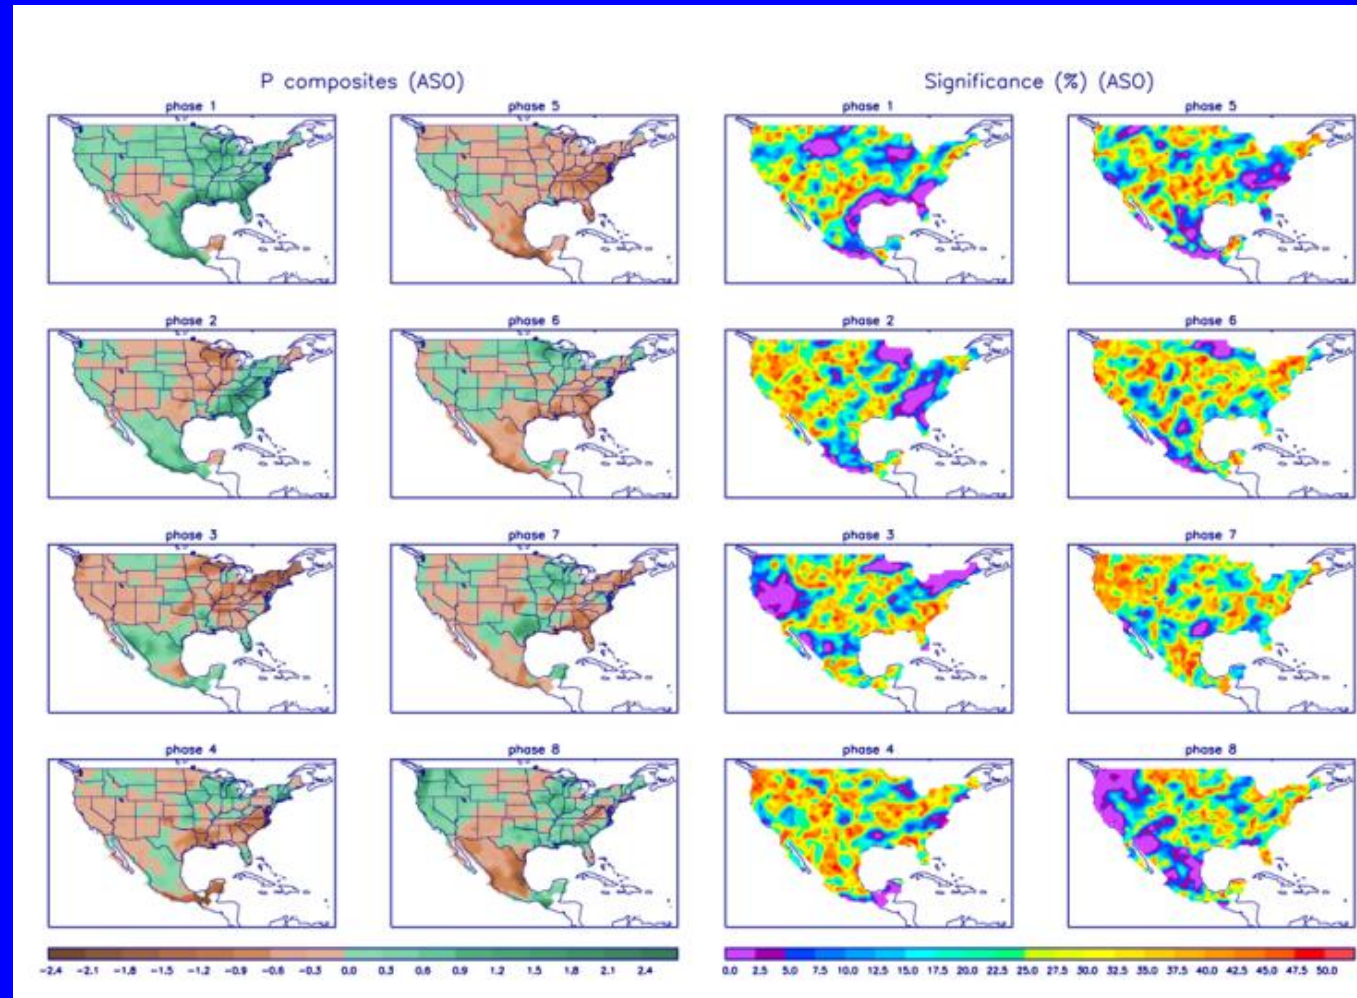 P composites (ASO)
Significance (%) (ASO)
phase 1
phase 5
phase 1
phase 5
phase 2
phase 6
phase 2
phase 6
phase 3
phase 7
phase 3
phase 7
phase 4
phase 8
phase 4
phase 8
-2.4 -2.1 -1.8 -1.5 -1.2 -0.9 -0.6 -0.3 0.0 0.3 0.6 0.9 1.2 1.5 1.8 2.1 2.4
0.0 2.5 5.0 7.5 10.0 12.5 15.0 17.5 20.0 22.5 25.0 27.5 30.0 32.5 35.0 37.5 40.0 42.5 45.0 47.5 50.0